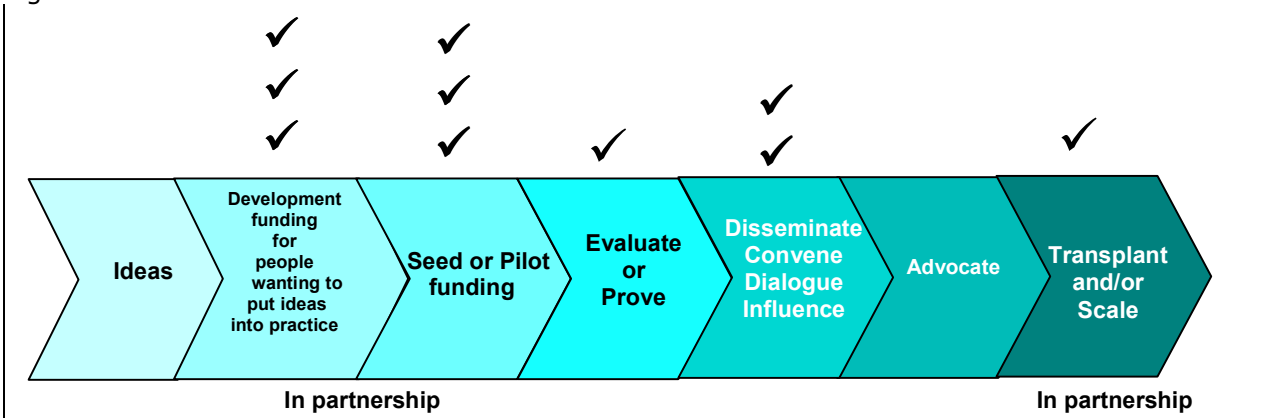 Ideas
Development
funding
for
people
wanting to
put ideas
into practice
Seed or Pilot
funding
Evaluate
or
Prove
Disseminate
Convene
Dialogue
Influence
Advocate
Transplant
and/or
Scale
In partnership
In partnership